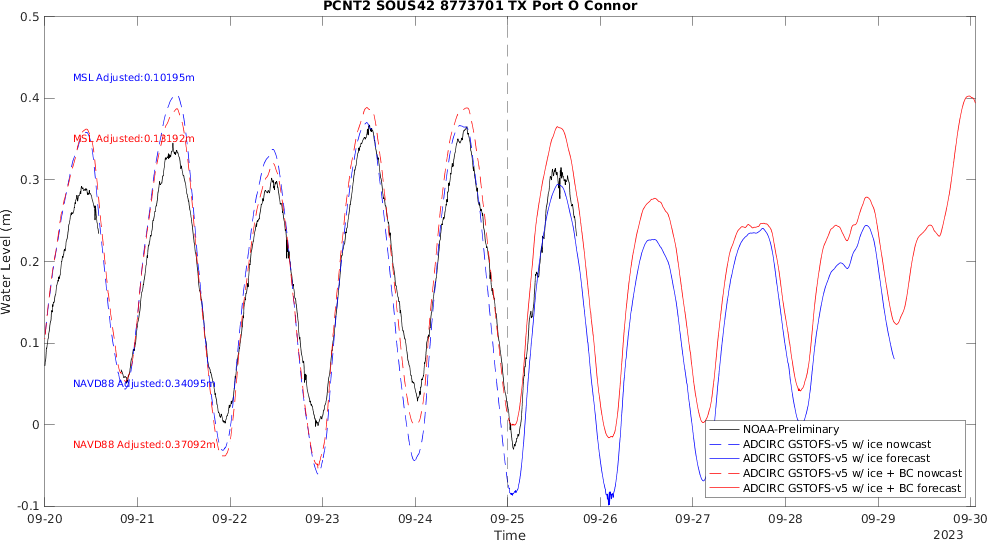 PCNT2 SOUS42 8773701 TX Port O Connor
0.5
0.4
0.3
0.2
0.1
0
-0.1
Water Level (m)
MSL Adjusted:0.10195m
MSL Adjusted:0.13192m
NAVD88 Adjusted:0.34095m
NAVD88 Adjusted:0.37092m
NOAA-Preliminary
ADCIRC GSTOFS-v5 w/ ice nowcast
ADCIRC GSTOFS-v5 w/ ice forecast
ADCIRC GSTOFS-v5 w/ ice + BC nowcast
ADCIRC GSTOFS-v5 w/ ice + BC forecast
09-20 09-21 09-22 09-23 09-24 09-25 09-26 09-27 09-28 09-29 09-30
Time
2023